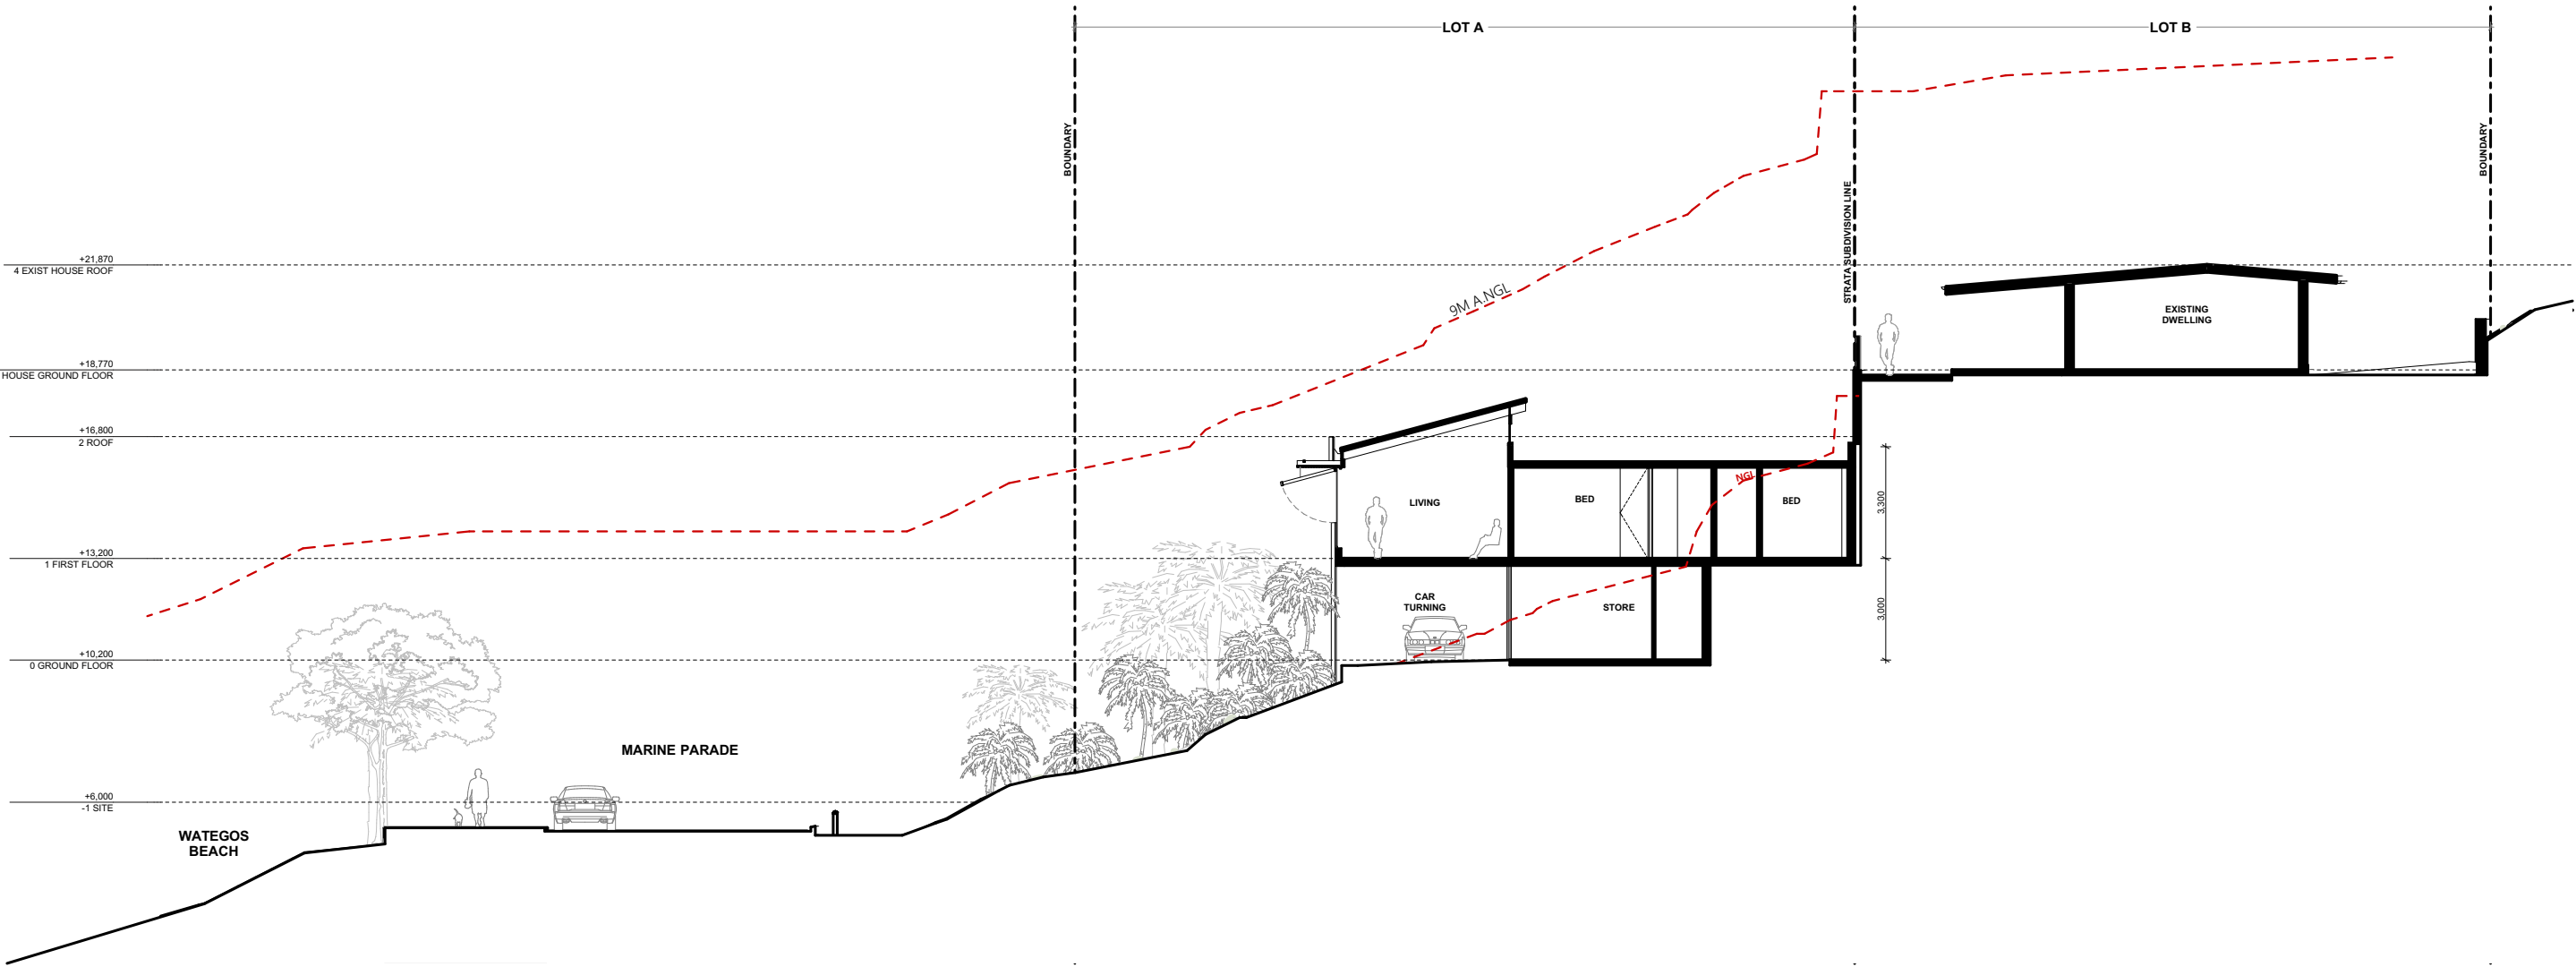 LOT A
LOT B
BOUNDARY
BOUNDARY
STRATA SUBDIVISION LINE
+21,870
4 EXIST HOUSE ROOF
9M A.NGL
EXISTING
DWELLING
+18,770
HOUSE GROUND FLOOR
+16,800
2 ROOF
NGL
LIVING
BED
BED
3,300
+13,200
1 FIRST FLOOR
CAR
TURNING
STORE
3,000
+10,200
0 GROUND FLOOR
MARINE PARADE
+6,000
-1 SITE
WATEGOS
BEACH